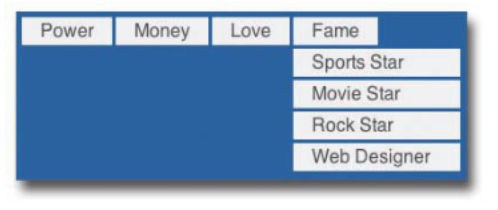 Power Money Love Fame
Sports Star
Movie Star
Rock Star
Web Designer